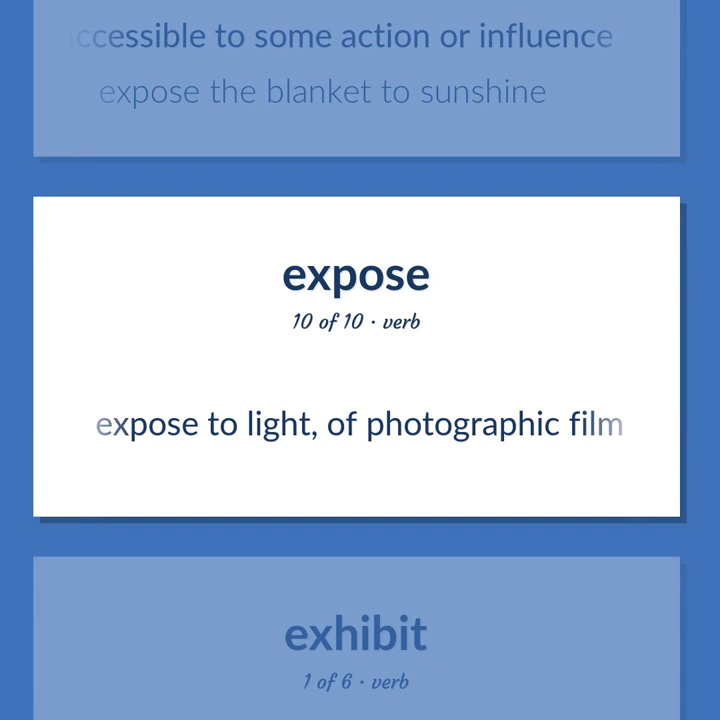 accessible to some action or influence
expose the blanket to sunshine
expose
10 of 10 · verb
expose to light, of photographic film
exhibit
1 of 6 · verb